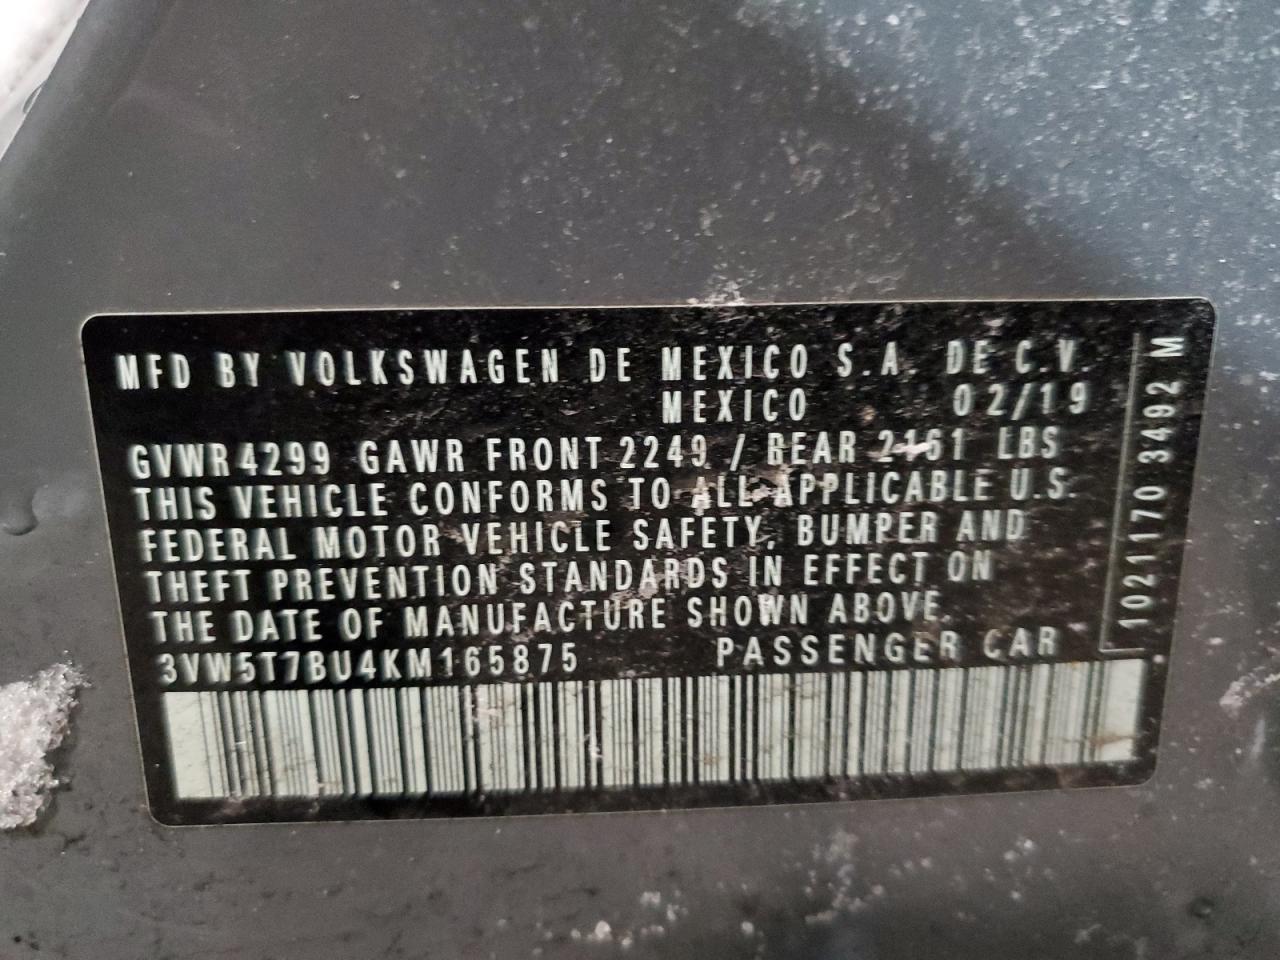 MFD BY VOLKSWAGEN DE MEXICO S.A. DE C.V.
MEXICO 02/19
GVWR 4299 GAWR FRONT 2249 / REAR 2161 LBS
THIS VEHICLE CONFORMS TO ALL APPLICABLE U.S.
FEDERAL MOTOR VEHICLE SAFETY, BUMPER AND
THEFT PREVENTION STANDARDS IN EFFECT ON
THE DATE OF MANUFACTURE SHOWN ABOVE.
3VW5T7BU4KM165875 PASSENGER CAR
1021170 3492 M